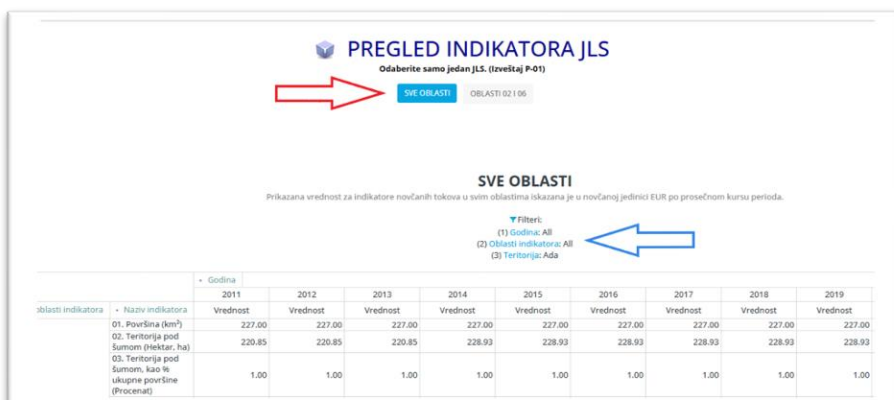 PREGLED INDIKATORA JLS
Odaberite samo jedan JLS. (Izveštaj P-01)
SVE OBLASTI OBLASTI 02 I 06
SVE OBLASTI
Prikazana vrednost za indikatore novčanih tokova u svim oblastima iskazana je u novčanoj jedinici EUR po prosečnom kursu perioda.
Filteri:
(1) Godina: All
(2) Oblasti indikatora: All
(3) Teritorija: Ada
Godina
2011 2012 2013 2014 2015 2016 2017 2018 2019
oblasti indikatora Naziv indikatora Vrednost Vrednost Vrednost Vrednost Vrednost Vrednost Vrednost Vrednost Vrednost
01. Površina (km²) 227.00 227.00 227.00 227.00 227.00 227.00 227.00 227.00 227.00
02. Teritorija pod
šumom (Hektar, ha) 220.85 220.85 220.85 228.93 228.93 228.93 228.93 228.93 228.93
03. Teritorija pod
šumom, kao %
ukupne površine
(Procenat) 1.00 1.00 1.00 1.00 1.00 1.00 1.00 1.00 1.00